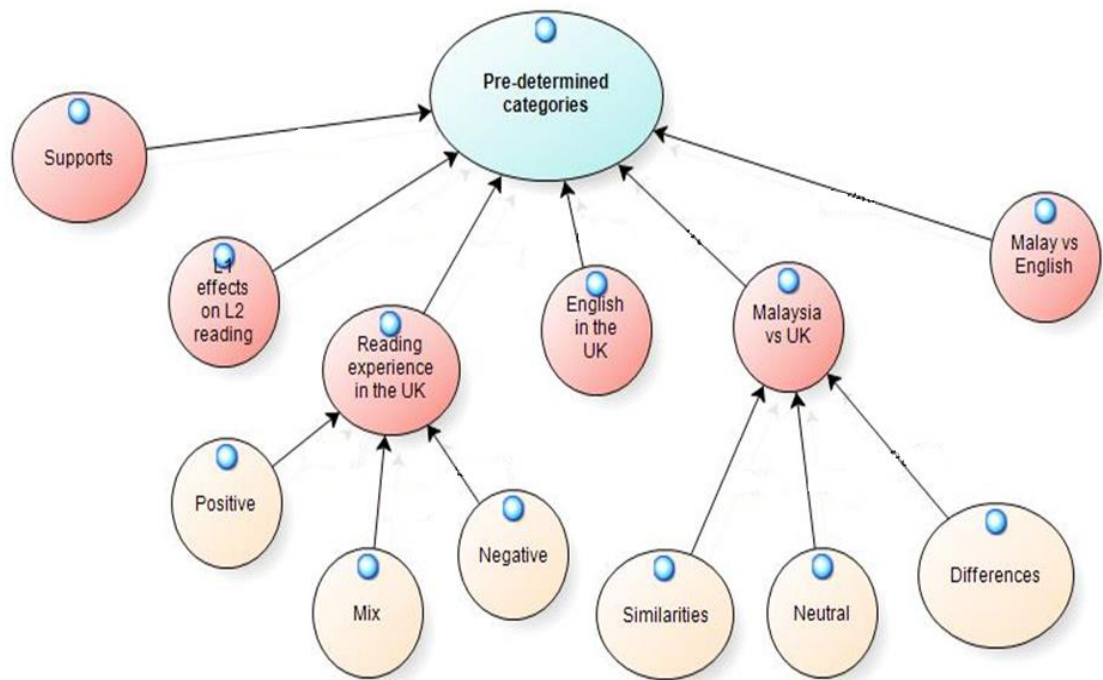 Pre-determined
categories
Supports
L1
effects
on L2
reading
Reading
experience
in the UK
English
in the
UK
Malaysia
vs UK
Malay vs
English
Positive
Mix
Negative
Similarities
Neutral
Differences